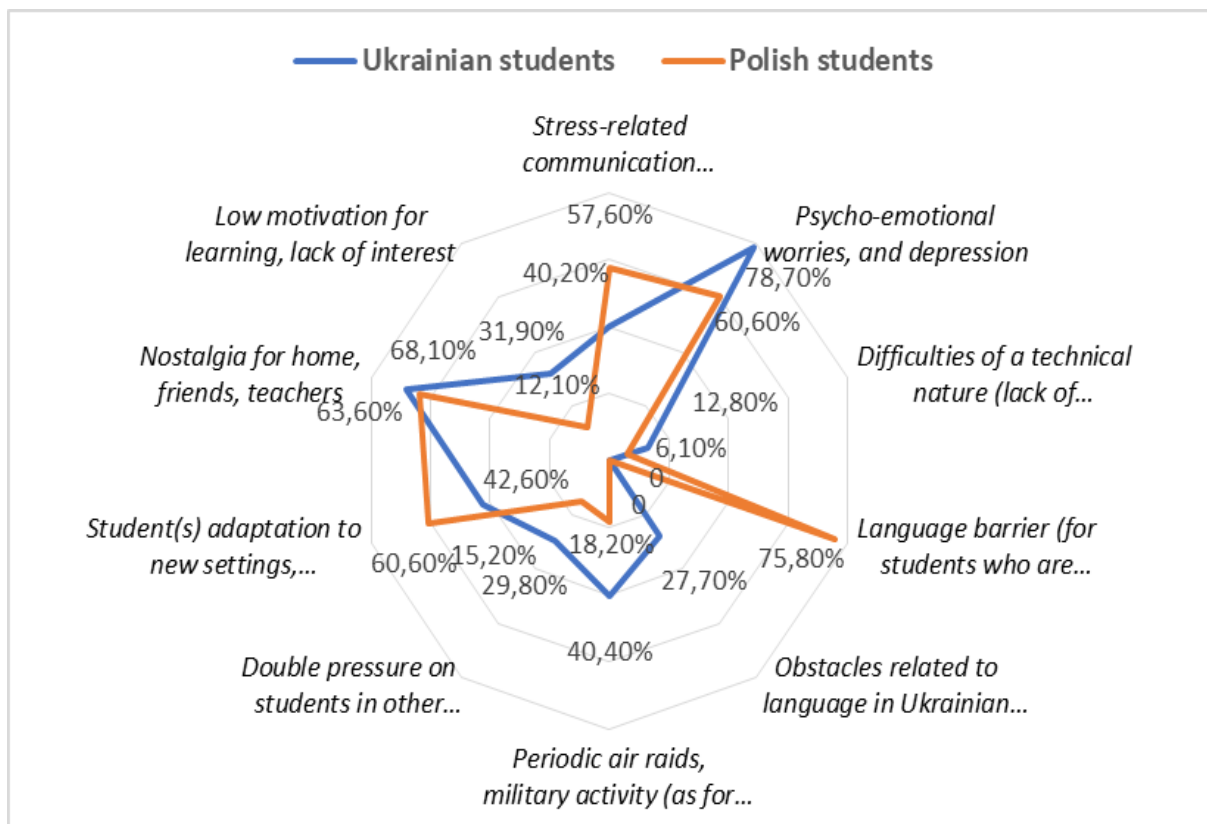 Ukrainian students Polish students
Stress-related
communication...
57,60%
Low motivation for
learning, lack of interest
Psycho-emotional
worries, and depression
40,20%
78,70%
31,90%
60,60%
Nostalgia for home,
friends, teachers
68,10%
Difficulties of a technical
nature (lack of...
12,10%
12,80%
63,60%
6,10%
42,60%
0
0
Student(s) adaptation to
new settings,...
Language barrier (for
students who are...
18,20%
15,20%
60,60%
75,80%
29,80%
27,70%
40,40%
Double pressure on
students in other...
Obstacles related to
language in Ukrainian...
Periodic air raids,
military activity (as for...